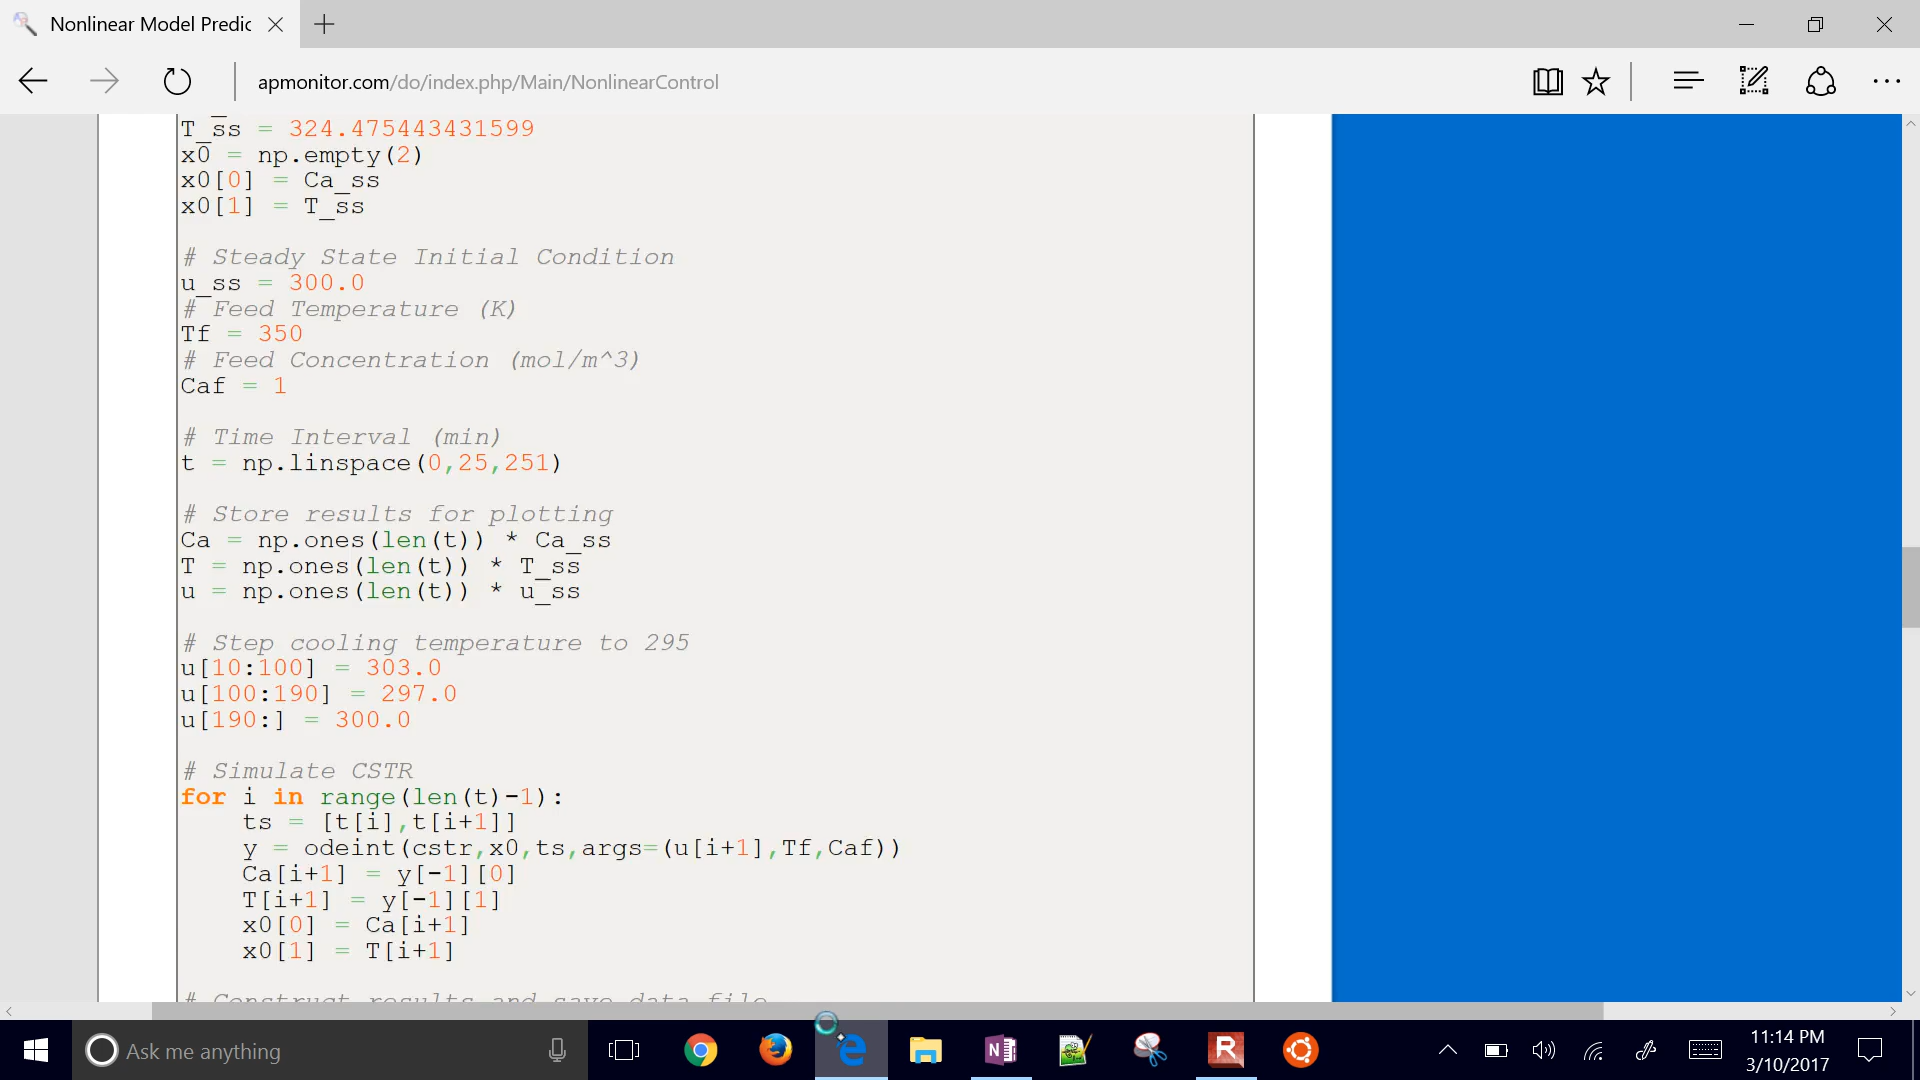 Nonlinear Model Predic
apmonitor.com/do/index.php/Main/NonlinearControl
T_ss = 324.475443431599
x0 = np.empty(2)
x0[0] = Ca_ss
x0[1] = T_ss
# Steady State Initial Condition
u_ss = 300.0
# Feed Temperature (K)
Tf = 350
# Feed Concentration (mol/m^3)
Caf = 1
# Time Interval (min)
t = np.linspace(0,25,251)
# Store results for plotting
Ca = np.ones(len(t)) * Ca_ss
T = np.ones(len(t)) * T_ss
u = np.ones(len(t)) * u_ss
# Step cooling temperature to 295
u[10:100] = 303.0
u[100:190] = 297.0
u[190:] = 300.0
# Simulate CSTR
for i in range(len(t)-1):
    ts = [t[i],t[i+1]]
    y = odeint(cstr,x0,ts,args=(u[i+1],Tf,Caf))
    Ca[i+1] = y[-1][0]
    T[i+1] = y[-1][1]
    x0[0] = Ca[i+1]
    x0[1] = T[i+1]
# Construct results and save data file
Ask me anything
N
R
11:14 PM
3/10/2017